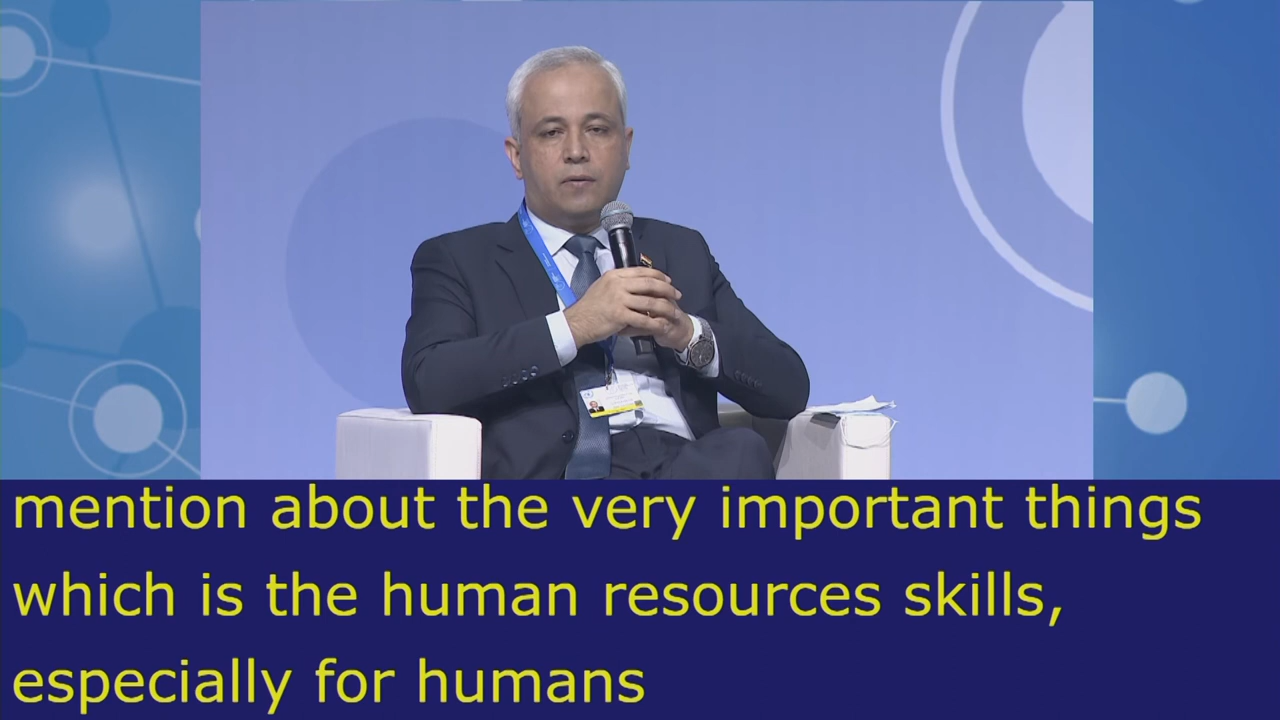 mention about the very important things
which is the human resources skills,
especially for humans